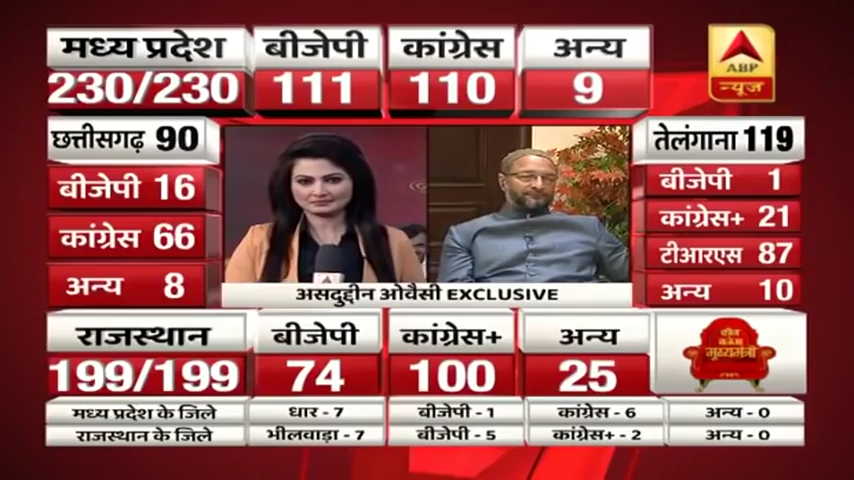 मध्य प्रदेश बीजेपी कांग्रेस अन्य
230/230 111 110 9
ABP
न्यूज़
छत्तीसगढ़ 90
बीजेपी 16
कांग्रेस 66
अन्य 8
तेलंगाना 119
बीजेपी 1
कांग्रेस+ 21
टीआरएस 87
अन्य 10
असदुद्दीन ओवैसी EXCLUSIVE
राजस्थान बीजेपी कांग्रेस+ अन्य
199/199 74 100 25
कौन बनेगा
मुख्यमंत्री
मध्य प्रदेश के जिले धार - 7 बीजेपी - 1 कांग्रेस - 6 अन्य - 0
राजस्थान के जिले भीलवाड़ा - 7 बीजेपी - 5 कांग्रेस+ - 2 अन्य - 0